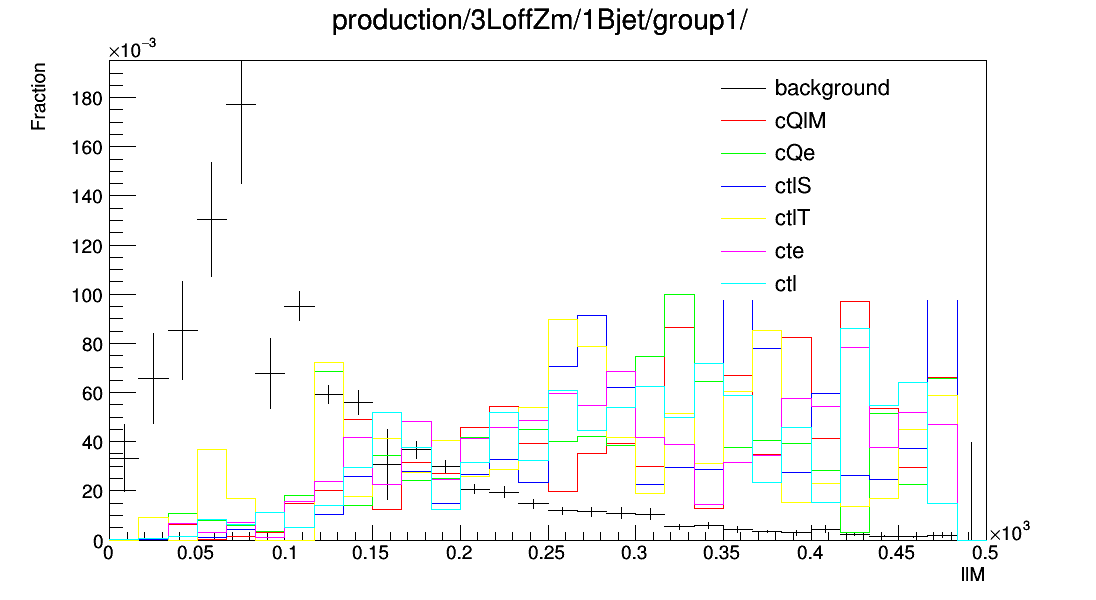 production/3LoffZm/1Bjet/group1/
×10⁻³
Fraction
180
160
140
120
100
80
60
40
20
0
background
cQlM
cQe
ctlS
ctlT
cte
ctl
0 0.05 0.1 0.15 0.2 0.25 0.3 0.35 0.4 0.45 0.5
×10³
llM